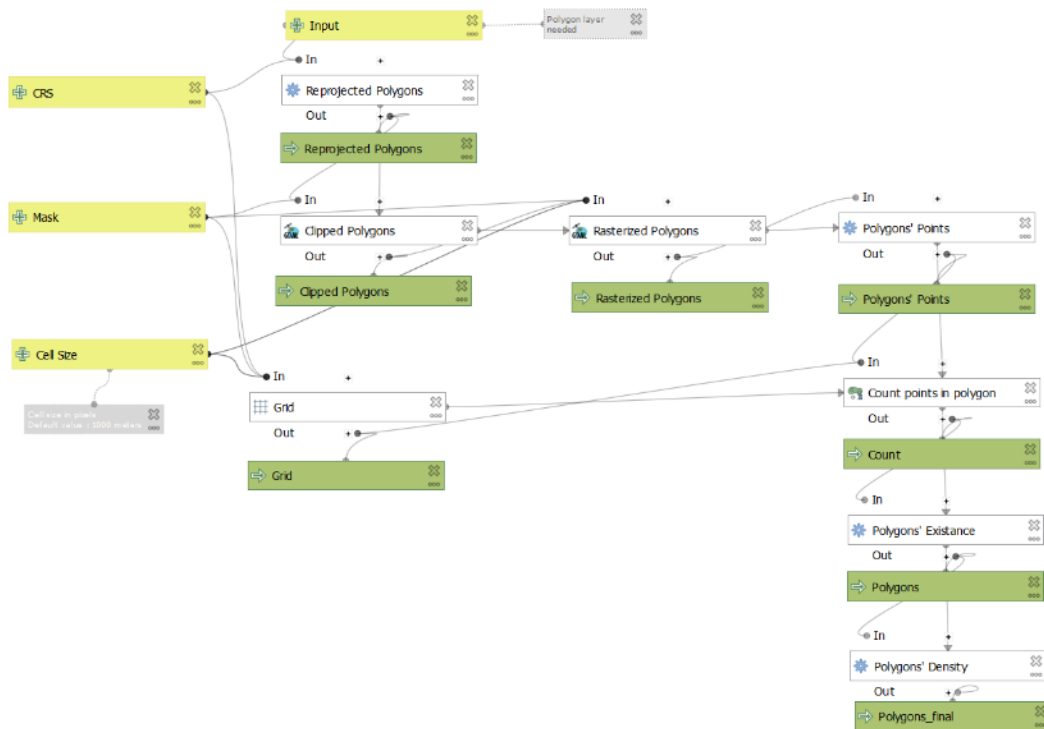 Input
Polygon layer
needed
In
CRS
Reprojected Polygons
Out
Reprojected Polygons
Mask
In
Clipped Polygons
Out
Clipped Polygons
In
Rasterized Polygons
Out
Rasterized Polygons
In
Polygons' Points
Out
Polygons' Points
Cell Size
Cell size in pixels
Default value = 1000 meters
In
Grid
Out
Grid
In
Count points in polygon
Out
Count
In
Polygons' Existance
Out
Polygons
In
Polygons' Density
Out
Polygons_final